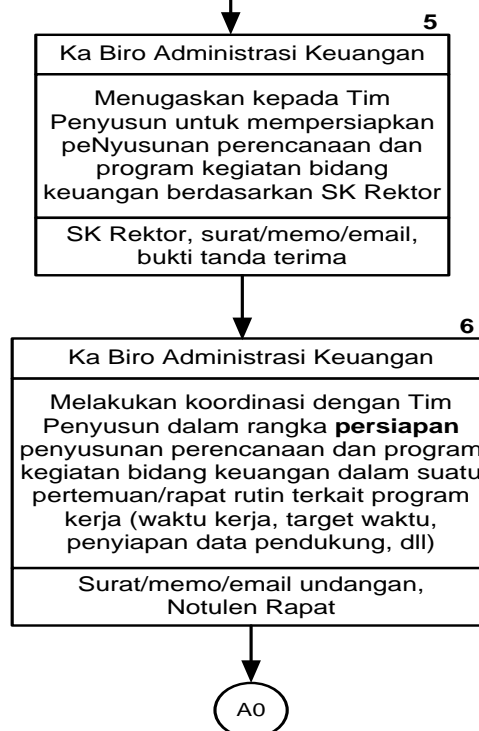 5
Ka Biro Administrasi Keuangan
Menugaskan kepada Tim
Penyusun untuk mempersiapkan
peNyusunan perencanaan dan
program kegiatan bidang
keuangan berdasarkan SK Rektor
SK Rektor, surat/memo/email,
bukti tanda terima
6
Ka Biro Administrasi Keuangan
Melakukan koordinasi dengan Tim
Penyusun dalam rangka persiapan
penyusunan perencanaan dan program
kegiatan bidang keuangan dalam suatu
pertemuan/rapat rutin terkait program
kerja (waktu kerja, target waktu,
penyiapan data pendukung, dll)
Surat/memo/email undangan,
Notulen Rapat
A0